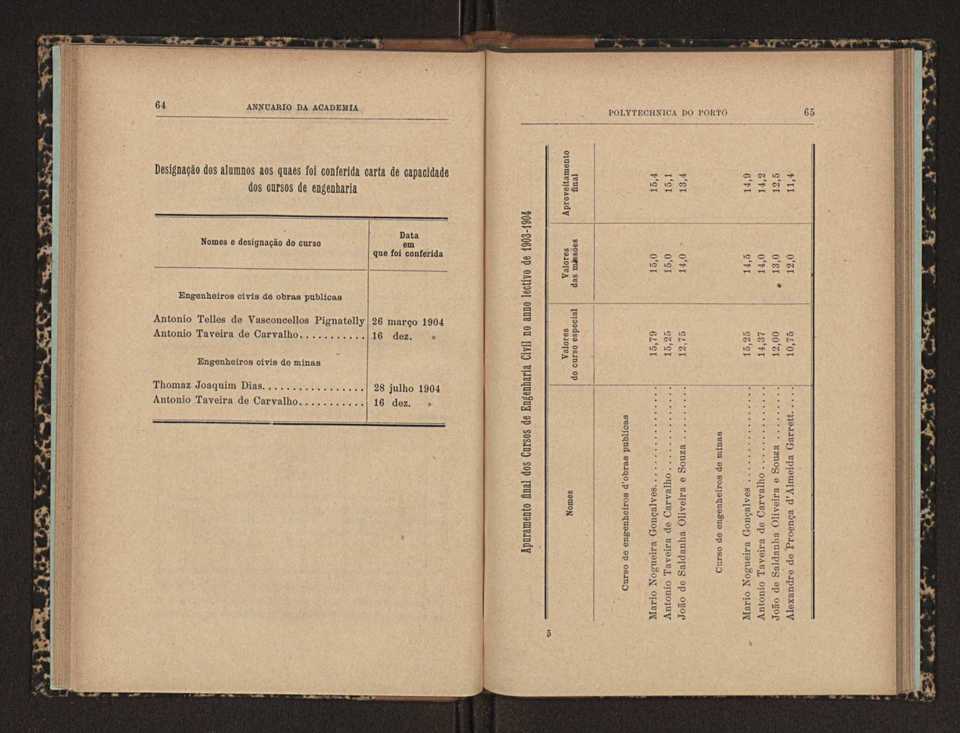 64
ANNUARIO DA ACADEMIA
Designação dos alumnos aos quaes foi conferida carta de capacidade
dos cursos de engenharia
Nomes e designação do curso
Data
em
que foi conferida
Engenheiros civis de obras publicas
Antonio Telles de Vasconcellos Pignatelly 26 março 1904
Antonio Taveira de Carvalho........... 16 dez. »
Engenheiros civis de minas
Thomaz Joaquim Dias................ 28 julho 1904
Antonio Taveira de Carvalho........... 16 dez. »
POLYTECHNICA DO PORTO
65
Apuramento final dos Cursos de Engenharia Civil no anno lectivo de 1903-1904
Nomes
Valores
do curso especial
Valores
das missões
Aproveitamento
final
Curso de engenheiros d'obras publicas
Mario Nogueira Gonçalves................ 15,79 15,0 15,4
Antonio Taveira de Carvalho............. 15,25 15,0 15,1
João de Saldanha Oliveira e Souza........ 12,75 14,0 13,4
Curso de engenheiros de minas
Mario Nogueira Gonçalves............... 15,25 14,5 14,9
Antonio Taveira de Carvalho............. 14,37 14,0 14,2
João de Saldanha Oliveira e Souza........ 12,00 13,0 12,5
Alexandre de Proença d'Almeida Garrett..... 10,75 12,0 11,4
5